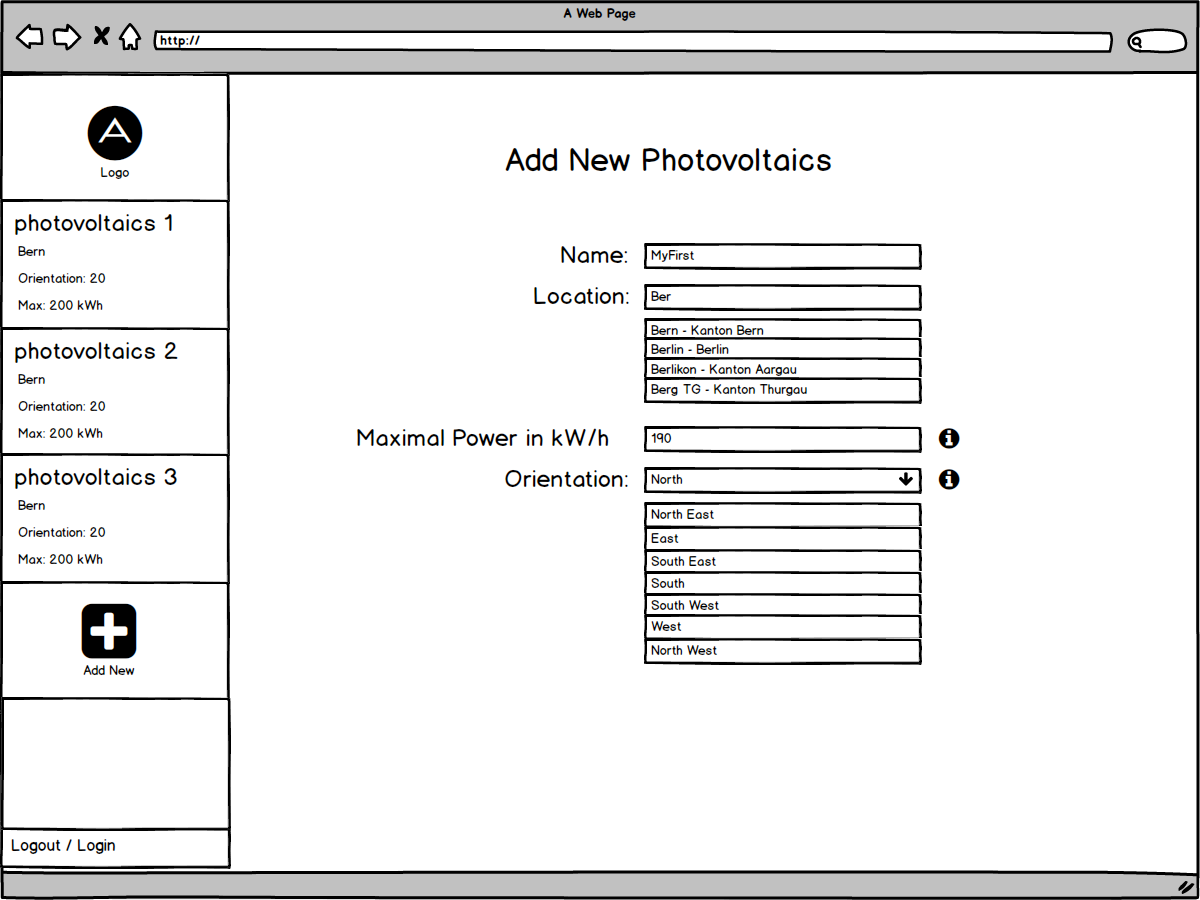 A Web Page
http://
Logo
photovoltaics 1
Bern
Orientation: 20
Max: 200 kWh
photovoltaics 2
Bern
Orientation: 20
Max: 200 kWh
photovoltaics 3
Bern
Orientation: 20
Max: 200 kWh
Add New
Logout / Login
Add New Photovoltaics
Name: MyFirst
Location: Ber
Bern - Kanton Bern
Berlin - Berlin
Berlikon - Kanton Aargau
Berg TG - Kanton Thurgau
Maximal Power in kW/h 190
Orientation: North
North East
East
South East
South
South West
West
North West